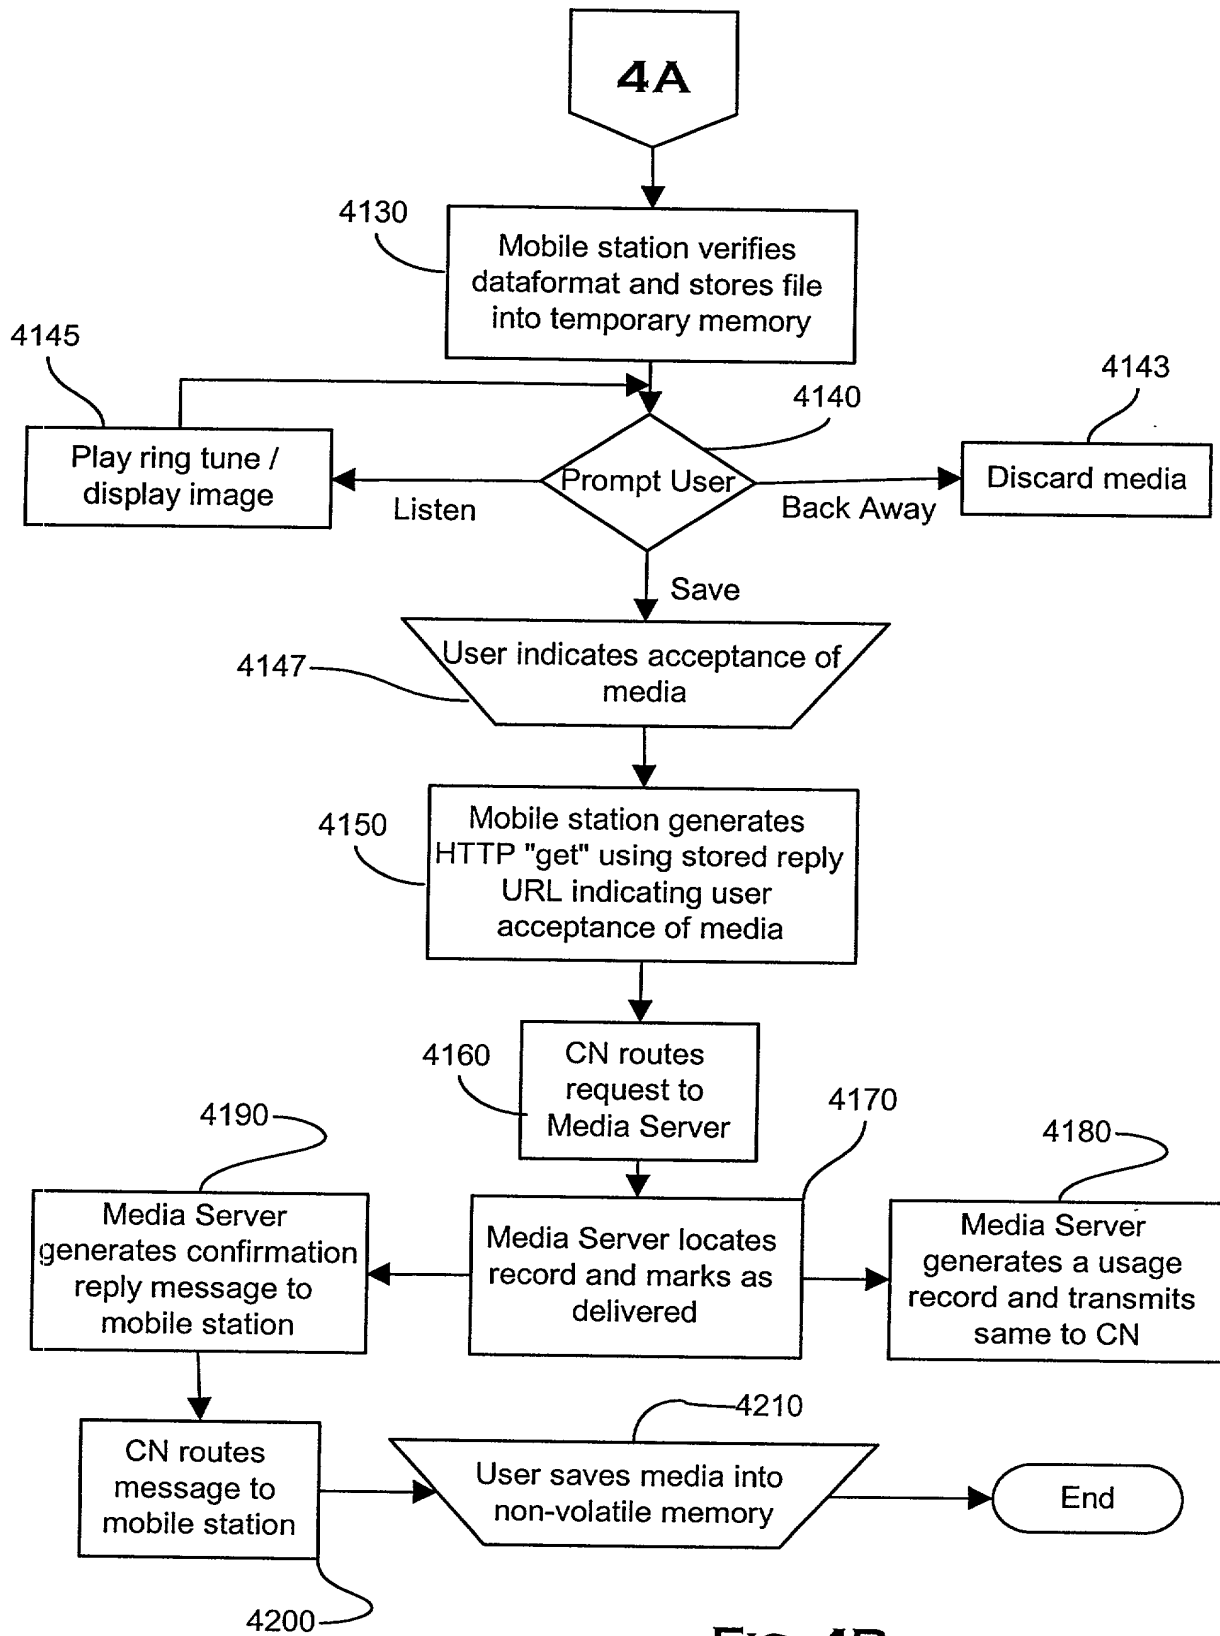 4A
4130
Mobile station verifies
dataformat and stores file
into temporary memory
4145
4140
4143
Play ring tune /
display image
Prompt User
Discard media
Listen
Back Away
Save
4147
User indicates acceptance of
media
4150
Mobile station generates
HTTP "get" using stored reply
URL indicating user
acceptance of media
4160
CN routes
request to
Media Server
4170
4190
4180
Media Server
generates confirmation
reply message to
mobile station
Media Server locates
record and marks as
delivered
Media Server
generates a usage
record and transmits
same to CN
4210
CN routes
message to
mobile station
User saves media into
non-volatile memory
End
4200